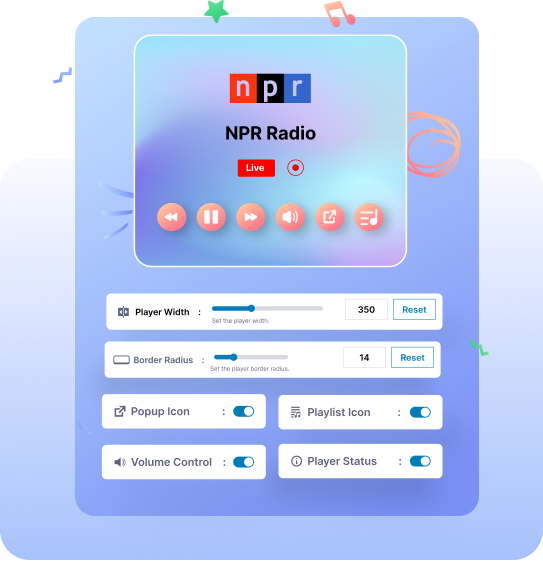 npr
NPR Radio
Live
Player Width :
350
Reset
Set the player width.
Border Radius :
14
Reset
Set the player border radius.
Popup Icon :
Playlist Icon :
Volume Control :
Player Status :